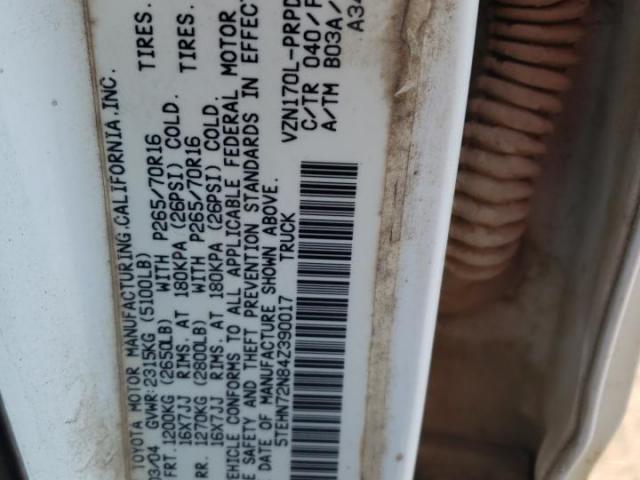 TOYOTA MOTOR MANUFACTURING,CALIFORNIA,INC.
03/04 GVWR:2315KG(5100LB)
FRT. 1200KG (2650LB) WITH P265/70R16 TIRES.
16X7JJ RIMS. AT 180KPA (26PSI) COLD.
RR. 1270KG (2800LB) WITH P265/70R16 TIRES.
16X7JJ RIMS. AT 180KPA (26PSI) COLD.
VEHICLE CONFORMS TO ALL APPLICABLE FEDERAL MOTOR
E SAFETY AND THEFT PREVENTION STANDARDS IN EFFECT
DATE OF MANUFACTURE SHOWN ABOVE.
5TEHN72N84Z390017 TRUCK
VZN170L-PRPD
C/TR 040/F
A/TM B03A/
A34